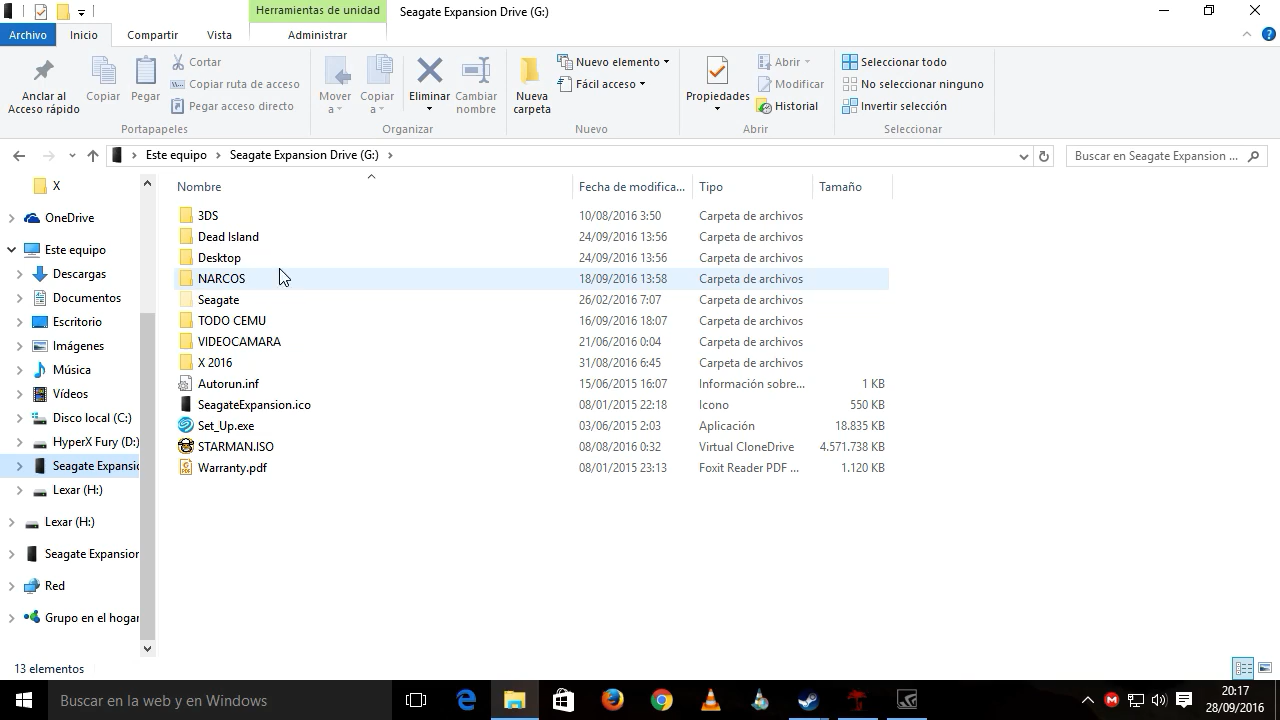 Herramientas de unidad
Seagate Expansion Drive (G:)
Archivo
Inicio
Compartir
Vista
Administrar
Anclar al
Acceso rápido
Copiar
Pegar
Cortar
Copiar ruta de acceso
Pegar acceso directo
Portapapeles
Mover
a
Copiar
a
Eliminar
Cambiar
nombre
Organizar
Nueva
carpeta
Nuevo elemento
Fácil acceso
Nuevo
Propiedades
Abrir
Modificar
Historial
Abrir
Seleccionar todo
No seleccionar ninguno
Invertir selección
Seleccionar
Este equipo
Seagate Expansion Drive (G:)
Buscar en Seagate Expansion ...
X
OneDrive
Este equipo
Descargas
Documentos
Escritorio
Imágenes
Música
Vídeos
Disco local (C:)
HyperX Fury (D:)
Seagate Expansic
Lexar (H:)
Lexar (H:)
Seagate Expansion
Red
Grupo en el hogar
Nombre Fecha de modifica... Tipo Tamaño
3DS 10/08/2016 3:50 Carpeta de archivos
Dead Island 24/09/2016 13:56 Carpeta de archivos
Desktop 24/09/2016 13:56 Carpeta de archivos
NARCOS 18/09/2016 13:58 Carpeta de archivos
Seagate 26/02/2016 7:07 Carpeta de archivos
TODO CEMU 16/09/2016 18:07 Carpeta de archivos
VIDEOCAMARA 21/06/2016 0:04 Carpeta de archivos
X 2016 31/08/2016 6:45 Carpeta de archivos
Autorun.inf 15/06/2015 16:07 Información sobre... 1 KB
SeagateExpansion.ico 08/01/2015 22:18 Icono 550 KB
Set_Up.exe 03/06/2015 2:03 Aplicación 18.835 KB
STARMAN.ISO 08/08/2016 0:32 Virtual CloneDrive 4.571.738 KB
Warranty.pdf 08/01/2015 23:13 Foxit Reader PDF ... 1.120 KB
13 elementos
Buscar en la web y en Windows
20:17
28/09/2016